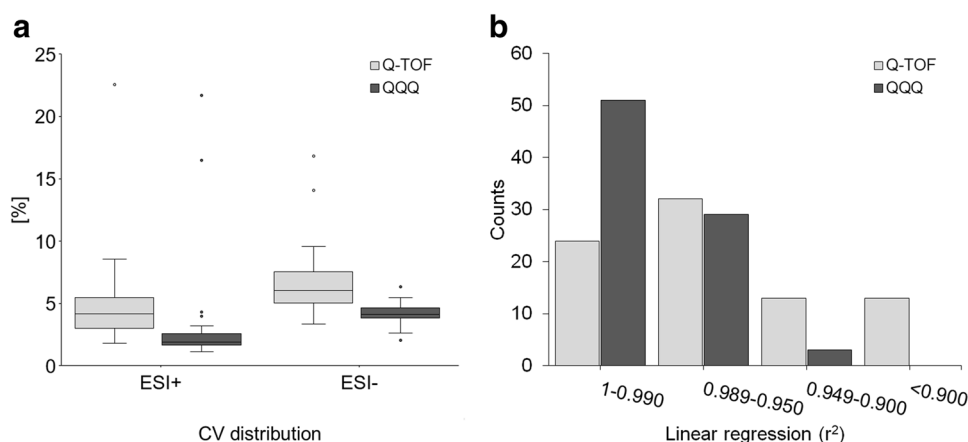 a
25
20
15
10
5
0
[%]
Q-TOF
QQQ
ESI+
ESI-
CV distribution
b
60
50
40
30
20
10
0
Counts
Q-TOF
QQQ
1-0.990
0.989-0.950
0.949-0.900
<0.900
Linear regression (r²)